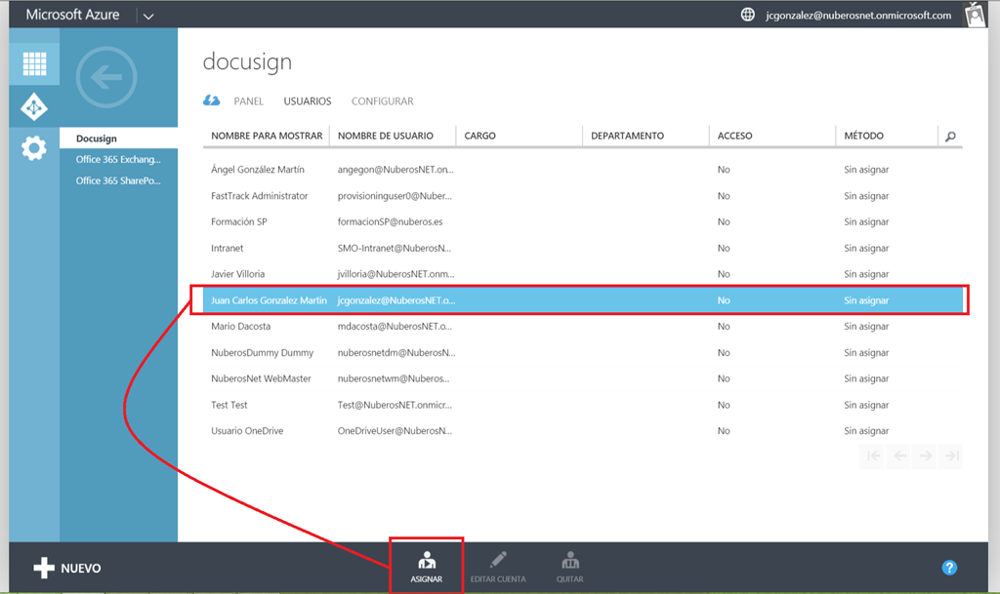 Microsoft Azure
jcgonzalez@nuberosnet.onmicrosoft.com
docusign
PANEL USUARIOS CONFIGURAR
Docusign
Office 365 Exchang...
Office 365 SharePo...
NOMBRE PARA MOSTRAR NOMBRE DE USUARIO CARGO DEPARTAMENTO ACCESO MÉTODO
Ángel González Martín angegon@NuberosNET.on... No Sin asignar
FastTrack Administrator provisioninguser0@Nuber... No Sin asignar
Formación SP formacionSP@nuberos.es No Sin asignar
Intranet SMO-Intranet@NuberosN... No Sin asignar
Javier Villoria jvilloria@NuberosNET.onm... No Sin asignar
Juan Carlos Gonzalez Martin jcgonzalez@NuberosNET.o... No Sin asignar
Mario Dacosta mdacosta@NuberosNET.o... No Sin asignar
NuberosDummy Dummy nuberosnetdm@NuberosN... No Sin asignar
NuberosNet WebMaster nuberosnetwm@Nuberos... No Sin asignar
Test Test Test@NuberosNET.onmicr... No Sin asignar
Usuario OneDrive OneDriveUser@NuberosN... No Sin asignar
NUEVO
ASIGNAR EDITAR CUENTA QUITAR
?